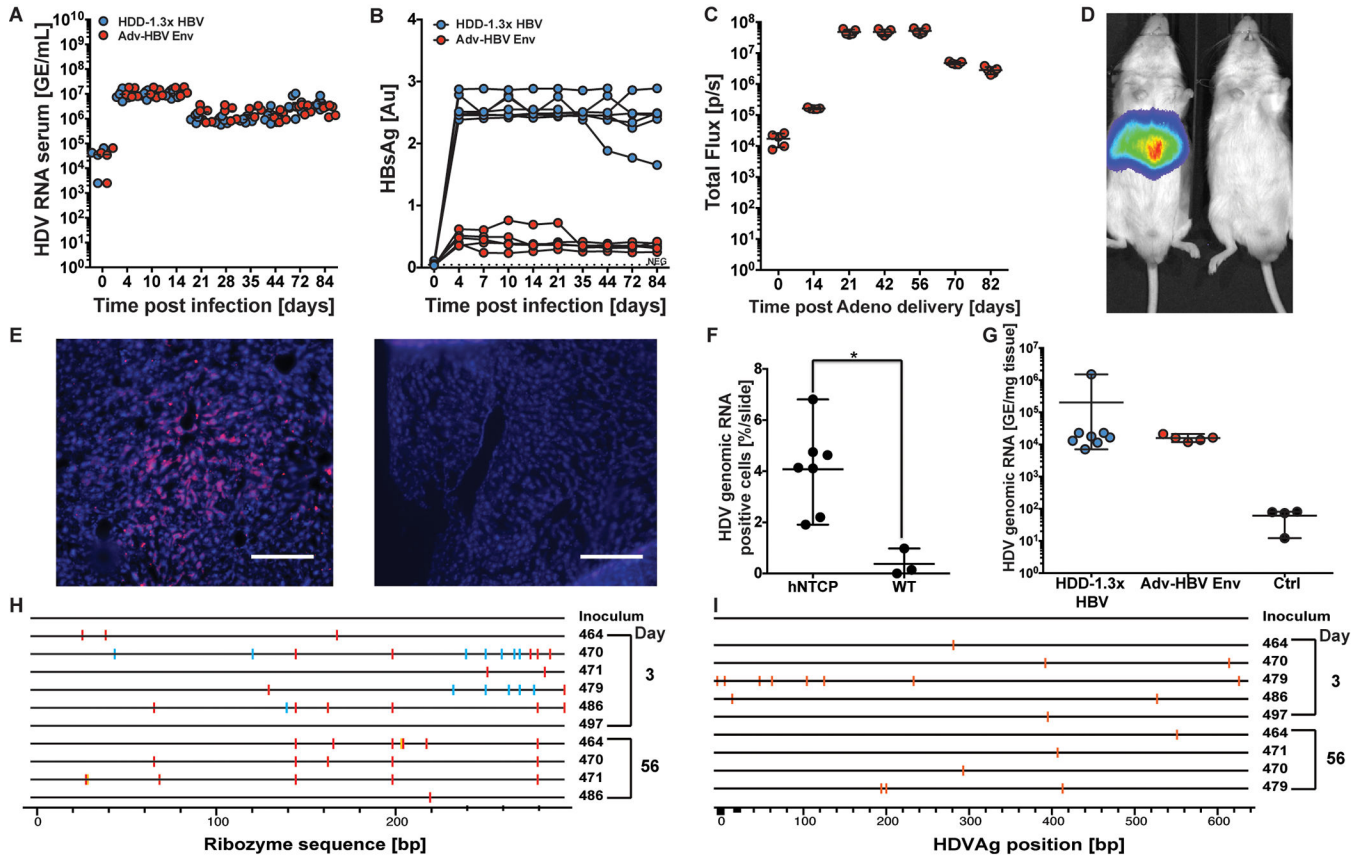 A
HDD-1.3x HBV
Adv-HBV Env
HDV RNA serum [GE/mL]
10^10
10^9
10^8
10^7
10^6
10^5
10^4
10^3
10^2
10^1
10^0
0 4 10 14 21 28 35 44 72 84
Time post infection [days]
B
HDD-1.3x HBV
Adv-HBV Env
HBsAg [Au]
4
3
2
1
0
NEG
0 4 7 10 14 21 35 44 72 84
Time post infection [days]
C
Total Flux [p/s]
10^8
10^7
10^6
10^5
10^4
10^3
10^2
10^1
10^0
0 14 21 42 56 70 82
Time post Adeno delivery [days]
D
E
F
HDV genomic RNA
positive cells [%/slide]
8
6
4
2
0
*
hNTCP WT
G
HDV genomic RNA [GE/mg tissue]
10^7
10^6
10^5
10^4
10^3
10^2
10^1
10^0
HDD-1.3x
HBV
Adv-HBV Env
Ctrl
H
Inoculum
464
470
471
479
486
497
464
470
471
486
Day
3
56
0 100 200
Ribozyme sequence [bp]
I
Inoculum
464
470
479
486
497
464
471
470
479
Day
3
56
0 100 200 300 400 500 600
HDVAg position [bp]